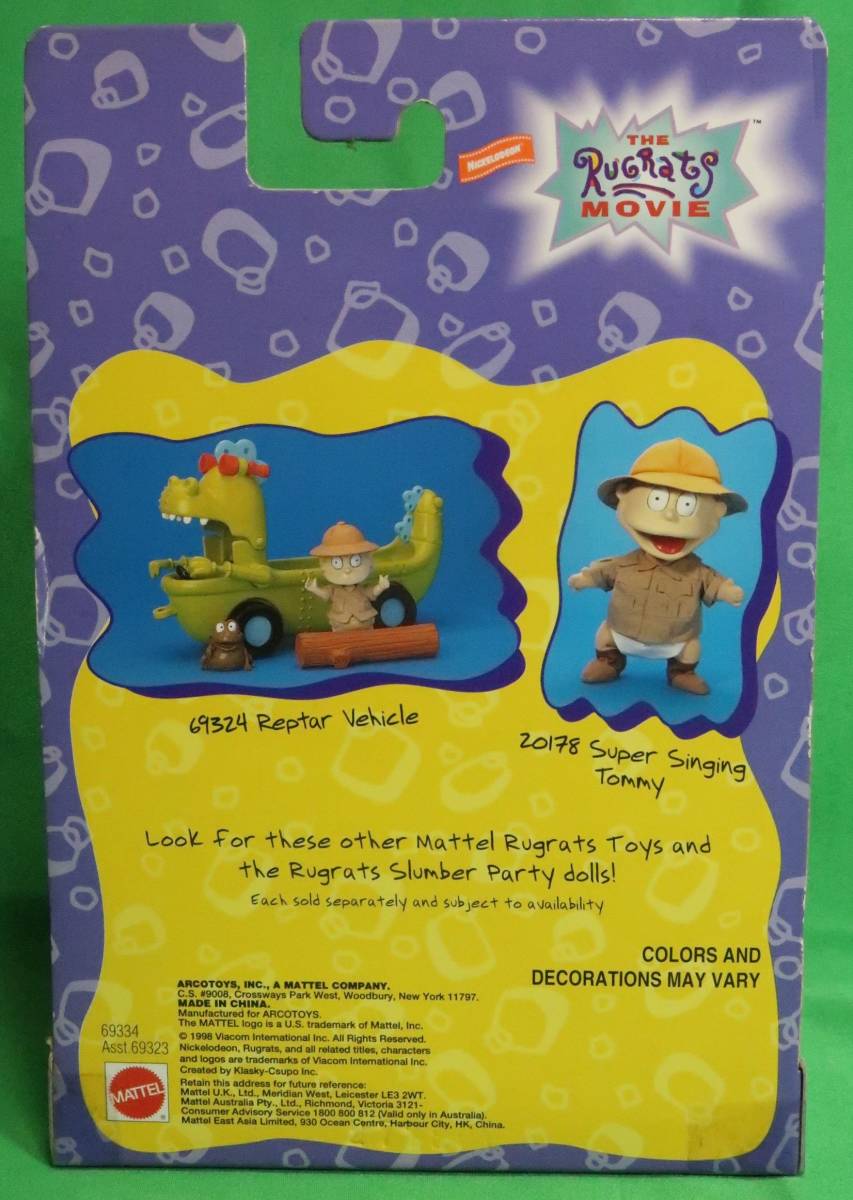 NICKELODEON
THE
RUGRATS
MOVIE
™
69324 Reptar Vehicle
20178 Super Singing
Tommy
Look for these other Mattel Rugrats Toys and
the Rugrats Slumber Party dolls!
Each sold separately and subject to availability
COLORS AND
DECORATIONS MAY VARY
ARCOTOYS, INC., A MATTEL COMPANY.
C.S. #9008, Crossways Park West, Woodbury, New York 11797.
MADE IN CHINA.
Manufactured for ARCOTOYS.
The MATTEL logo is a U.S. trademark of Mattel, Inc.
© 1998 Viacom International Inc. All Rights Reserved.
Nickelodeon, Rugrats, and all related titles, characters
and logos are trademarks of Viacom International Inc.
Created by Klasky-Csupo Inc.
69334
Asst.69323
MATTEL
®
Retain this address for future reference:
Mattel U.K., Ltd., Meridian West, Leicester LE3 2WT.
Mattel Australia Pty., Ltd., Richmond, Victoria 3121-
Consumer Advisory Service 1800 800 812 (Valid only in Australia).
Mattel East Asia Limited, 930 Ocean Centre, Harbour City, HK, China.